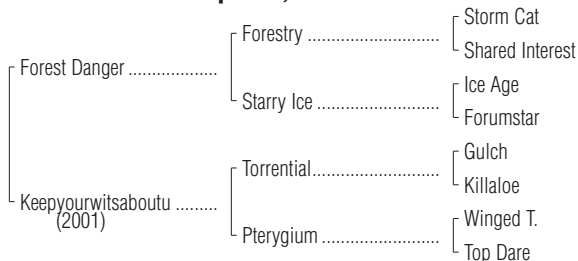 Forestry
Storm Cat
Shared Interest
Forest Danger
Starry Ice
Ice Age
Forumstar
Torrential
Gulch
Killaloe
Keepyourwitsaboutu
(2001)
Pterygium
Winged T.
Top Dare